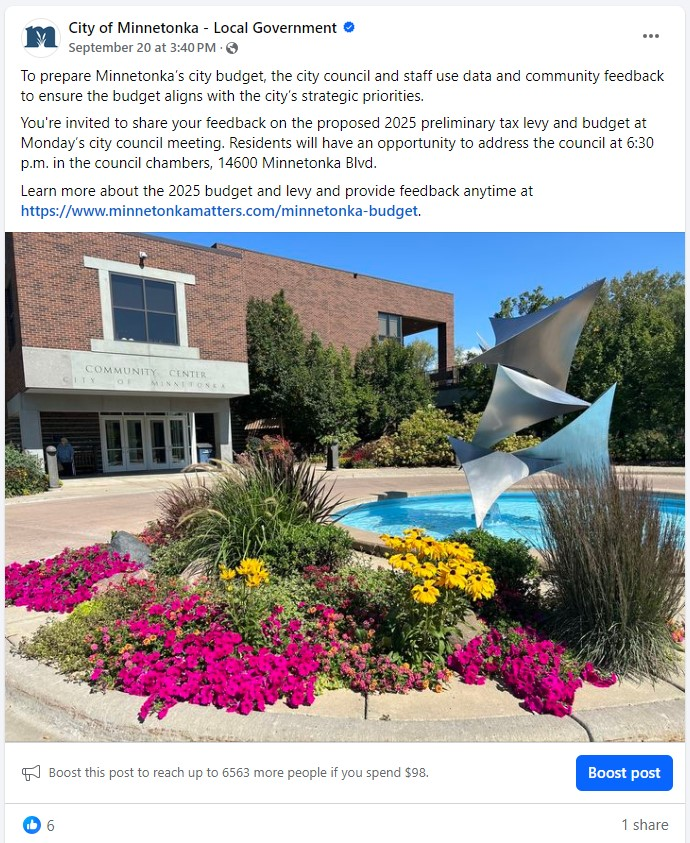 City of Minnetonka - Local Government
September 20 at 3:40 PM ·
To prepare Minnetonka's city budget, the city council and staff use data and community feedback
to ensure the budget aligns with the city's strategic priorities.
You're invited to share your feedback on the proposed 2025 preliminary tax levy and budget at
Monday's city council meeting. Residents will have an opportunity to address the council at 6:30
p.m. in the council chambers, 14600 Minnetonka Blvd.
Learn more about the 2025 budget and levy and provide feedback anytime at
https://www.minnetonkamatters.com/minnetonka-budget.
COMMUNITY CENTER
CITY OF MINNETONKA
Boost this post to reach up to 6563 more people if you spend $98.
Boost post
6
1 share